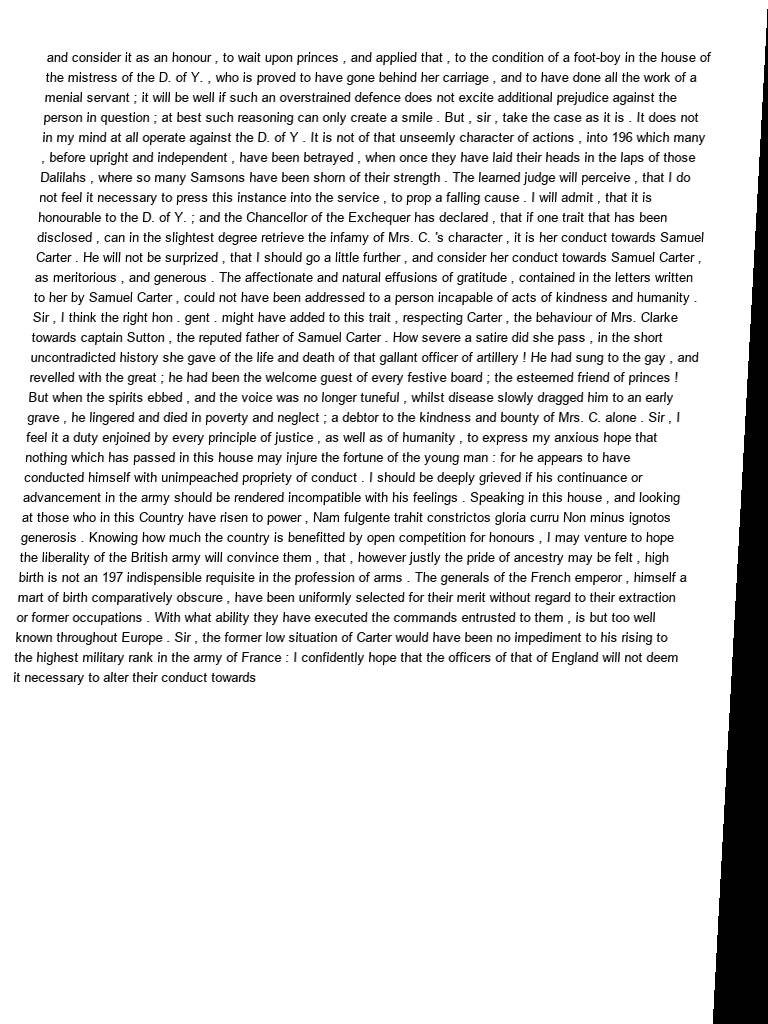 and consider it as an honour , to wait upon princes , and applied that , to the condition of a foot-boy in the house of
the mistress of the D. of Y. , who is proved to have gone behind her carriage , and to have done all the work of a
menial servant ; it will be well if such an overstrained defence does not excite additional prejudice against the
person in question ; at best such reasoning can only create a smile . But , sir , take the case as it is . It does not
in my mind at all operate against the D. of Y . It is not of that unseemly character of actions , into 196 which many
, before upright and independent , have been betrayed , when once they have laid their heads in the laps of those
Dalilahs , where so many Samsons have been shorn of their strength . The learned judge will perceive , that I do
not feel it necessary to press this instance into the service , to prop a falling cause . I will admit , that it is
honourable to the D. of Y. ; and the Chancellor of the Exchequer has declared , that if one trait that has been
disclosed , can in the slightest degree retrieve the infamy of Mrs. C. 's character , it is her conduct towards Samuel
Carter . He will not be surprized , that I should go a little further , and consider her conduct towards Samuel Carter ,
as meritorious , and generous . The affectionate and natural effusions of gratitude , contained in the letters written
to her by Samuel Carter , could not have been addressed to a person incapable of acts of kindness and humanity .
Sir , I think the right hon . gent . might have added to this trait , respecting Carter , the behaviour of Mrs. Clarke
towards captain Sutton , the reputed father of Samuel Carter . How severe a satire did she pass , in the short
uncontradicted history she gave of the life and death of that gallant officer of artillery ! He had sung to the gay , and
revelled with the great ; he had been the welcome guest of every festive board ; the esteemed friend of princes !
But when the spirits ebbed , and the voice was no longer tuneful , whilst disease slowly dragged him to an early
grave , he lingered and died in poverty and neglect ; a debtor to the kindness and bounty of Mrs. C. alone . Sir , I
feel it a duty enjoined by every principle of justice , as well as of humanity , to express my anxious hope that
nothing which has passed in this house may injure the fortune of the young man : for he appears to have
conducted himself with unimpeached propriety of conduct . I should be deeply grieved if his continuance or
advancement in the army should be rendered incompatible with his feelings . Speaking in this house , and looking
at those who in this Country have risen to power , Nam fulgente trahit constrictos gloria curru Non minus ignotos
generosis . Knowing how much the country is benefitted by open competition for honours , I may venture to hope
the liberality of the British army will convince them , that , however justly the pride of ancestry may be felt , high
birth is not an 197 indispensible requisite in the profession of arms . The generals of the French emperor , himself a
mart of birth comparatively obscure , have been uniformly selected for their merit without regard to their extraction
or former occupations . With what ability they have executed the commands entrusted to them , is but too well
known throughout Europe . Sir , the former low situation of Carter would have been no impediment to his rising to
the highest military rank in the army of France : I confidently hope that the officers of that of England will not deem
it necessary to alter their conduct towards